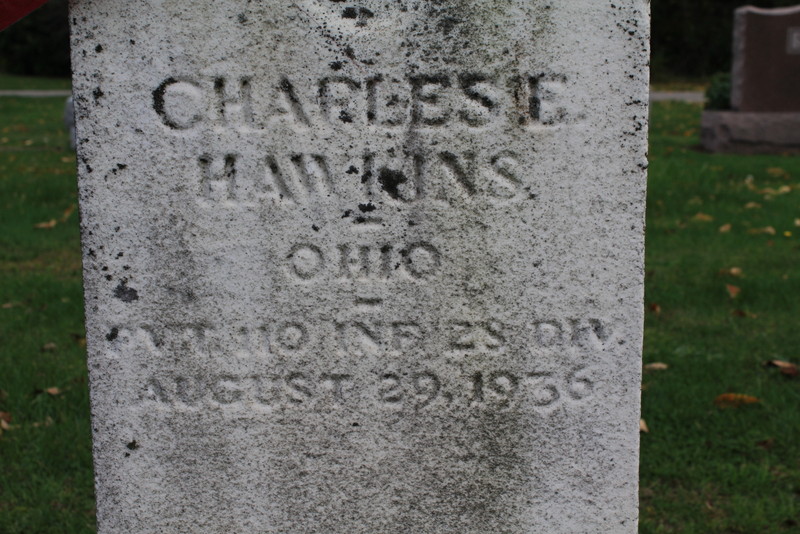 CHARLES E.
HAWKINS.
—
OHIO
—
PVT. 110 INF. 28 DIV.
AUGUST 29, 1936